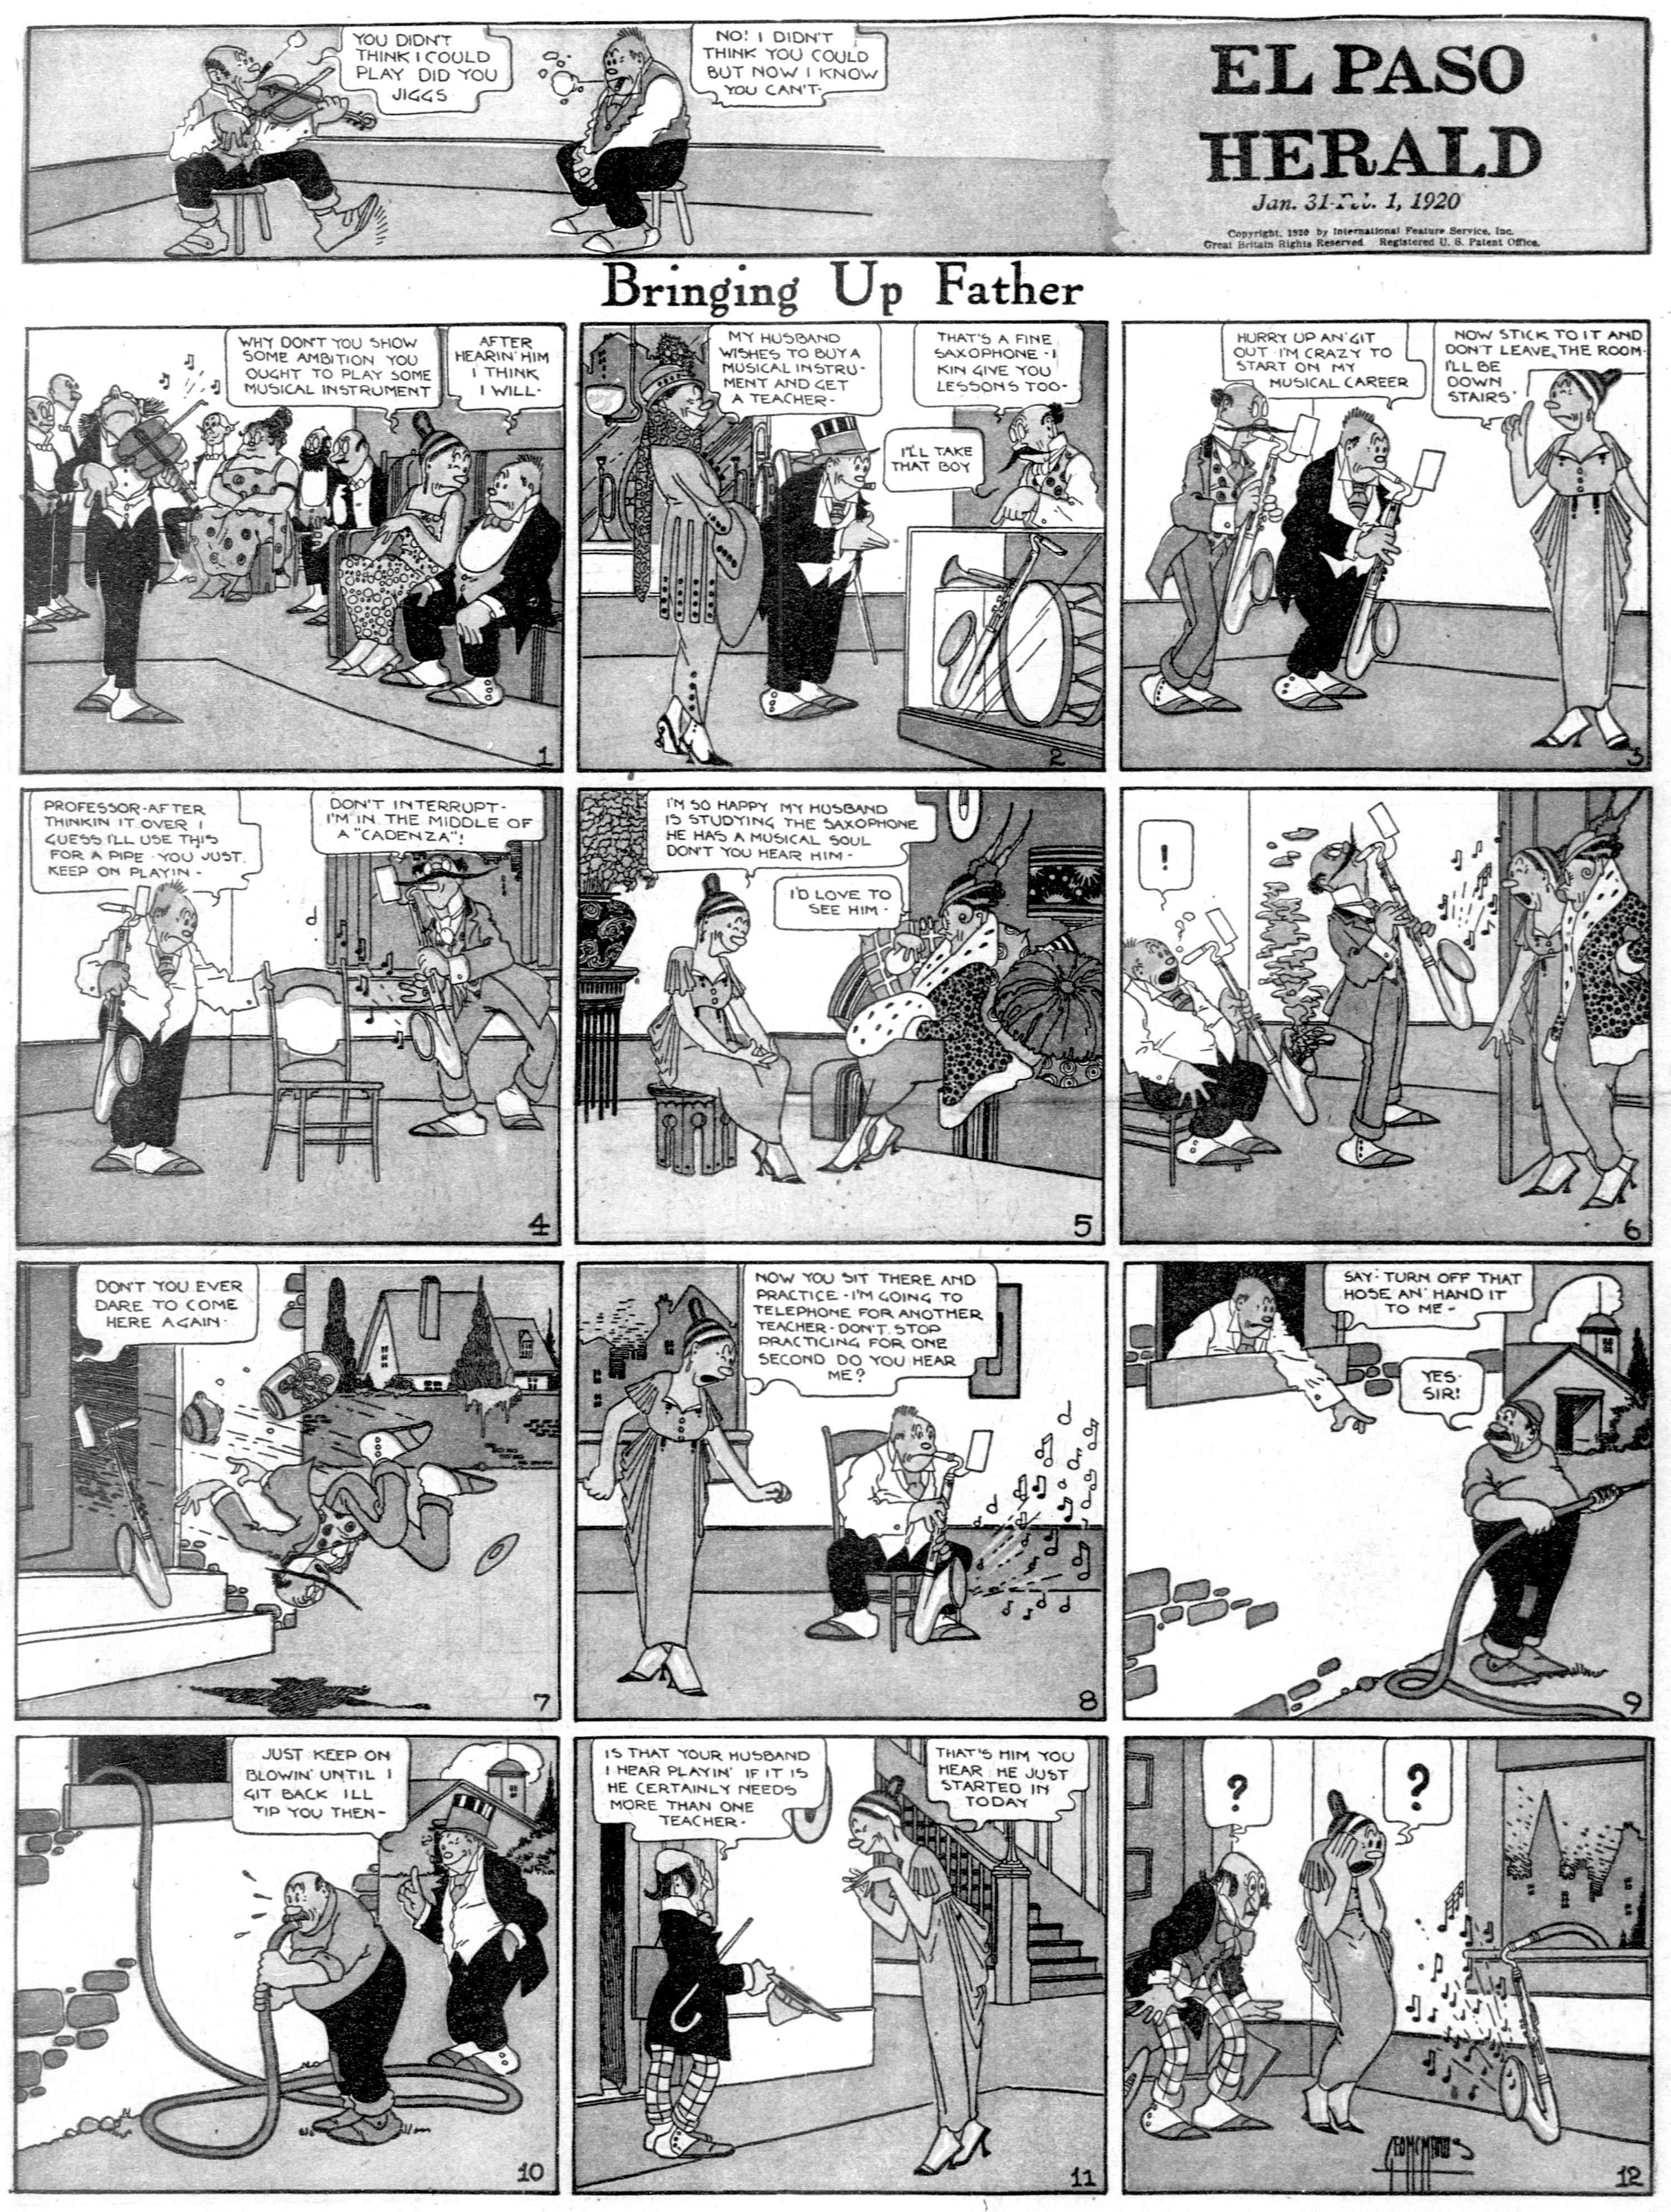 YOU DIDN'T
THINK I COULD
PLAY DID YOU
JIGGS
NO! I DIDN'T
THINK YOU COULD
BUT NOW I KNOW
YOU CAN'T.
EL PASO
HERALD
Jan. 31-Feb. 1, 1920
Copyright, 1920 by International Feature Service, Inc.
Great Britain Rights Reserved Registered U. S. Patent Office.
Bringing Up Father
WHY DON'T YOU SHOW
SOME AMBITION YOU
OUGHT TO PLAY SOME
MUSICAL INSTRUMENT
AFTER
HEARIN' HIM
I THINK
I WILL-
1
MY HUSBAND
WISHES TO BUY A
MUSICAL INSTRU-
MENT AND GET
A TEACHER-
THAT'S A FINE
SAXOPHONE - I
KIN GIVE YOU
LESSONS TOO-
I'LL TAKE
THAT BOY
2
HURRY UP AN' GIT
OUT - I'M CRAZY TO
START ON MY
MUSICAL CAREER
NOW STICK TO IT AND
DON'T LEAVE THE ROOM-
I'LL BE
DOWN
STAIRS'
3
PROFESSOR-AFTER
THINKIN IT OVER I
GUESS I'LL USE THIS
FOR A PIPE - YOU JUST
KEEP ON PLAYIN -
DON'T INTERRUPT-
I'M IN THE MIDDLE OF
A "CADENZA"!
4
I'M SO HAPPY MY HUSBAND
IS STUDYING THE SAXOPHONE
HE HAS A MUSICAL SOUL
DON'T YOU HEAR HIM -
I'D LOVE TO
SEE HIM -
5
!
6
DON'T YOU EVER
DARE TO COME
HERE AGAIN-
7
NOW YOU SIT THERE AND
PRACTICE - I'M GOING TO
TELEPHONE FOR ANOTHER
TEACHER - DON'T STOP
PRACTICING FOR ONE
SECOND DO YOU HEAR
ME?
8
SAY- TURN OFF THAT
HOSE AN' HAND IT
TO ME -
YES-
SIR!
9
JUST KEEP ON
BLOWIN' UNTIL I
GIT BACK ILL
TIP YOU THEN-
10
IS THAT YOUR HUSBAND
I HEAR PLAYIN' IF IT IS
HE CERTAINLY NEEDS
MORE THAN ONE
TEACHER-
THAT'S HIM YOU
HEAR HE JUST
STARTED IN
TODAY
11
?
?
GEO MCMANUS
12